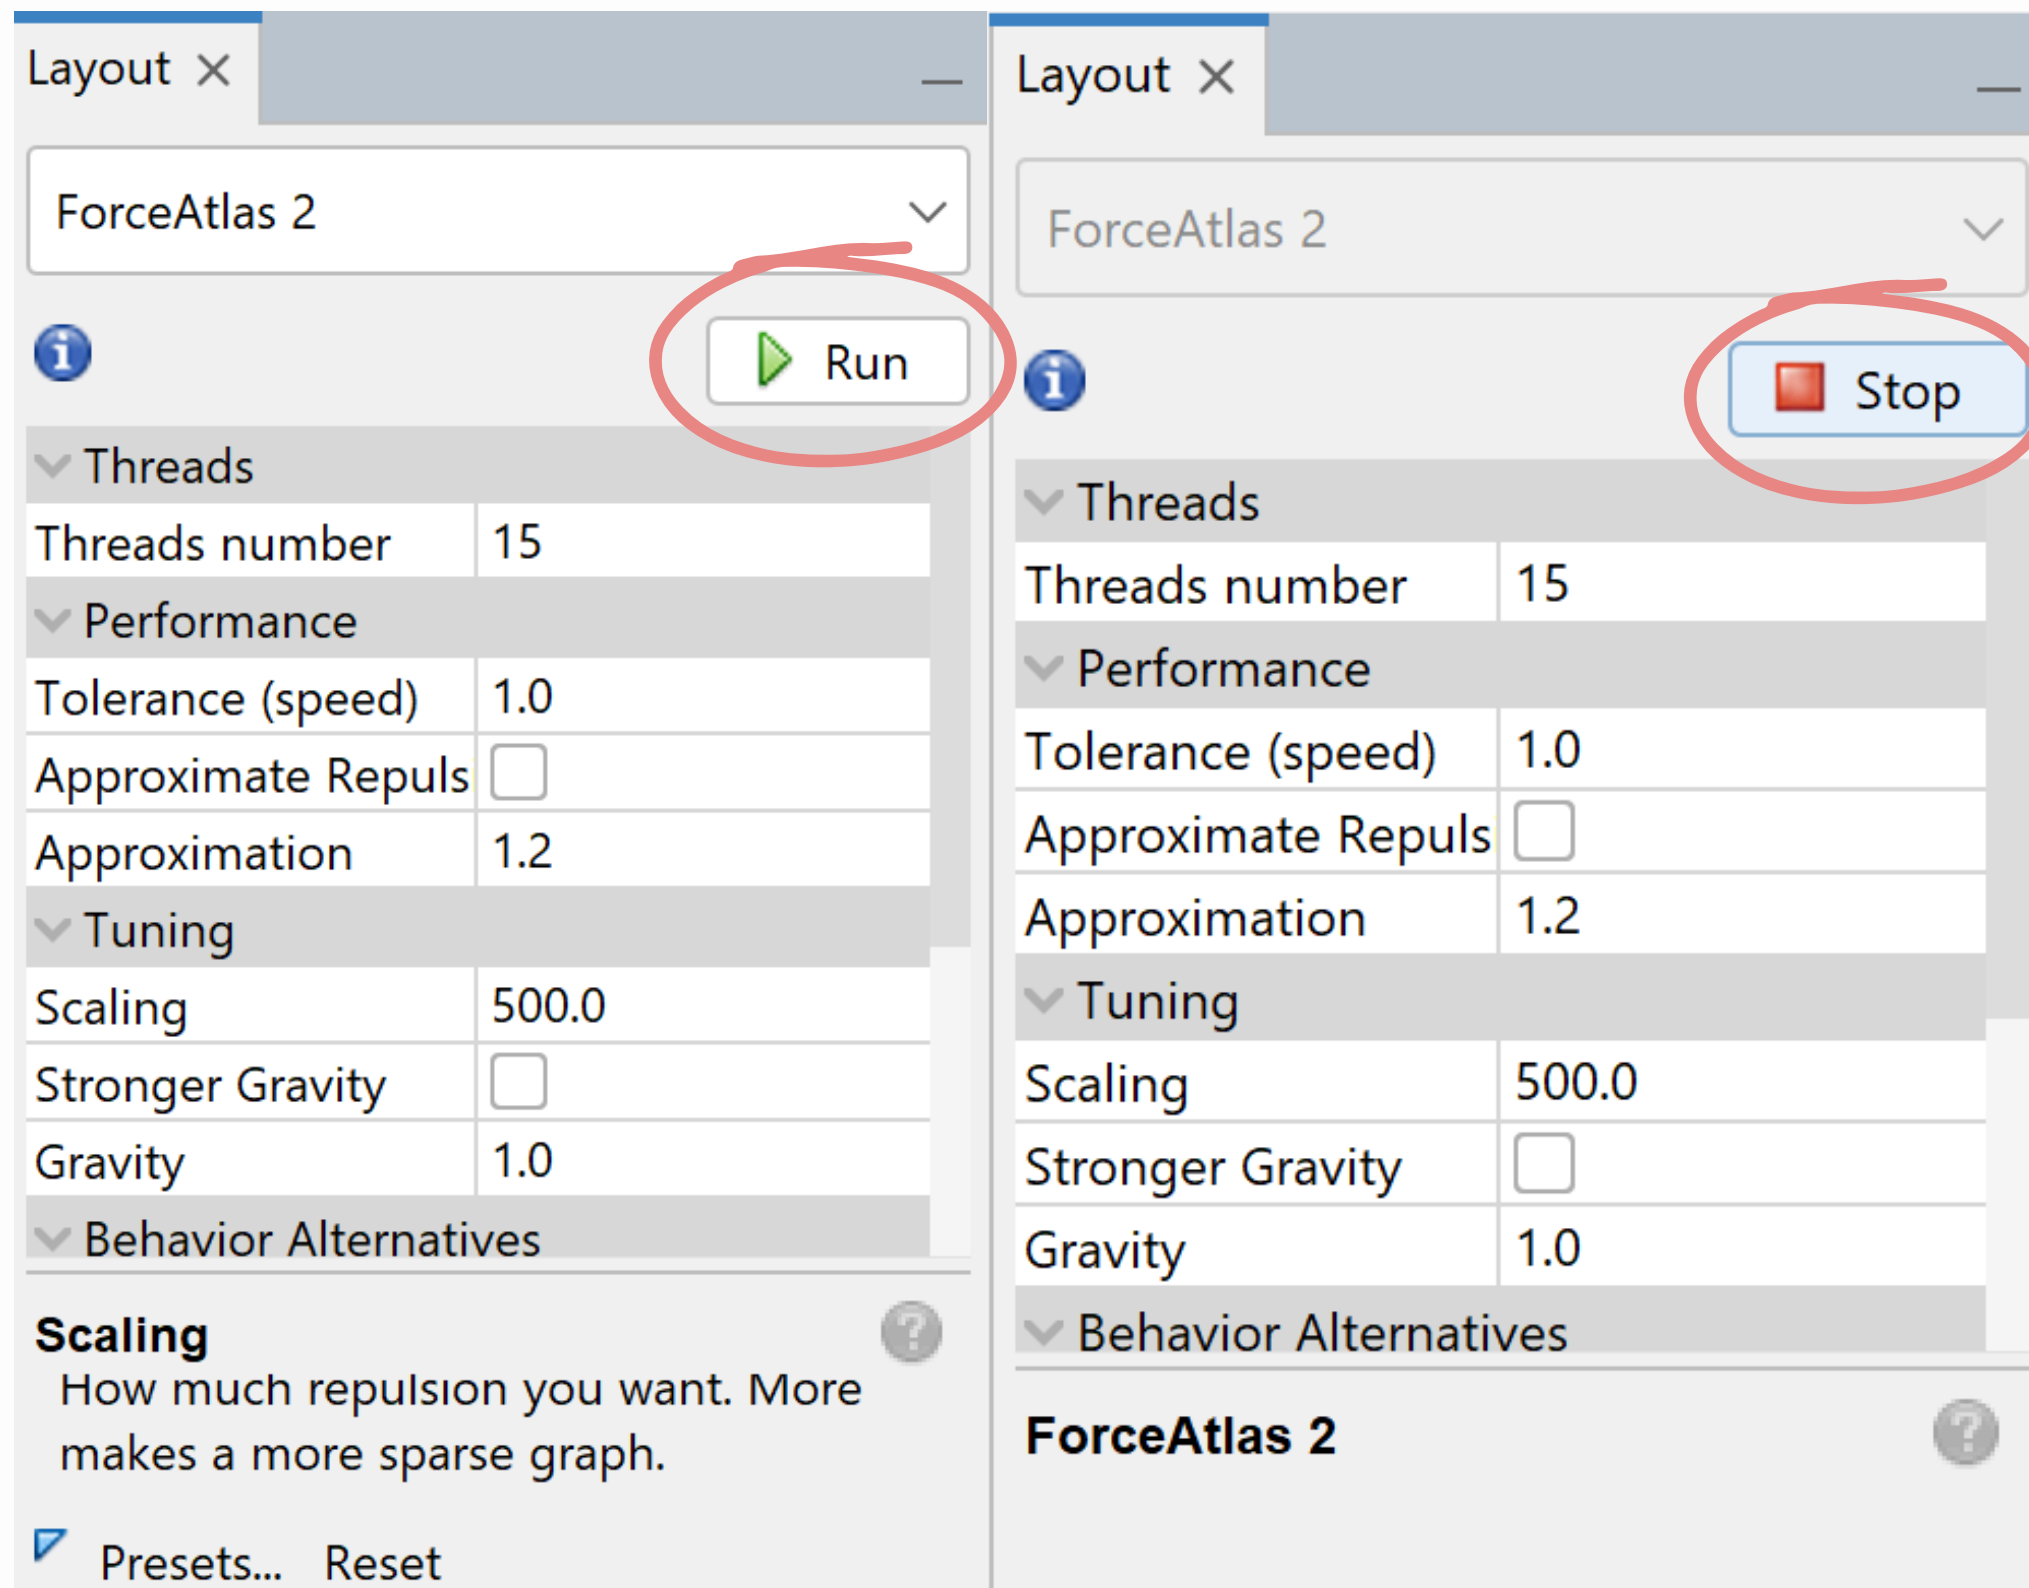 Layout
ForceAtlas 2
Run
Threads
Threads number 15
Performance
Tolerance (speed) 1.0
Approximate Repuls
Approximation 1.2
Tuning
Scaling 500.0
Stronger Gravity
Gravity 1.0
Behavior Alternatives
Scaling
How much repulsion you want. More
makes a more sparse graph.
Presets... Reset
Layout
ForceAtlas 2
Stop
Threads
Threads number 15
Performance
Tolerance (speed) 1.0
Approximate Repuls
Approximation 1.2
Tuning
Scaling 500.0
Stronger Gravity
Gravity 1.0
Behavior Alternatives
ForceAtlas 2